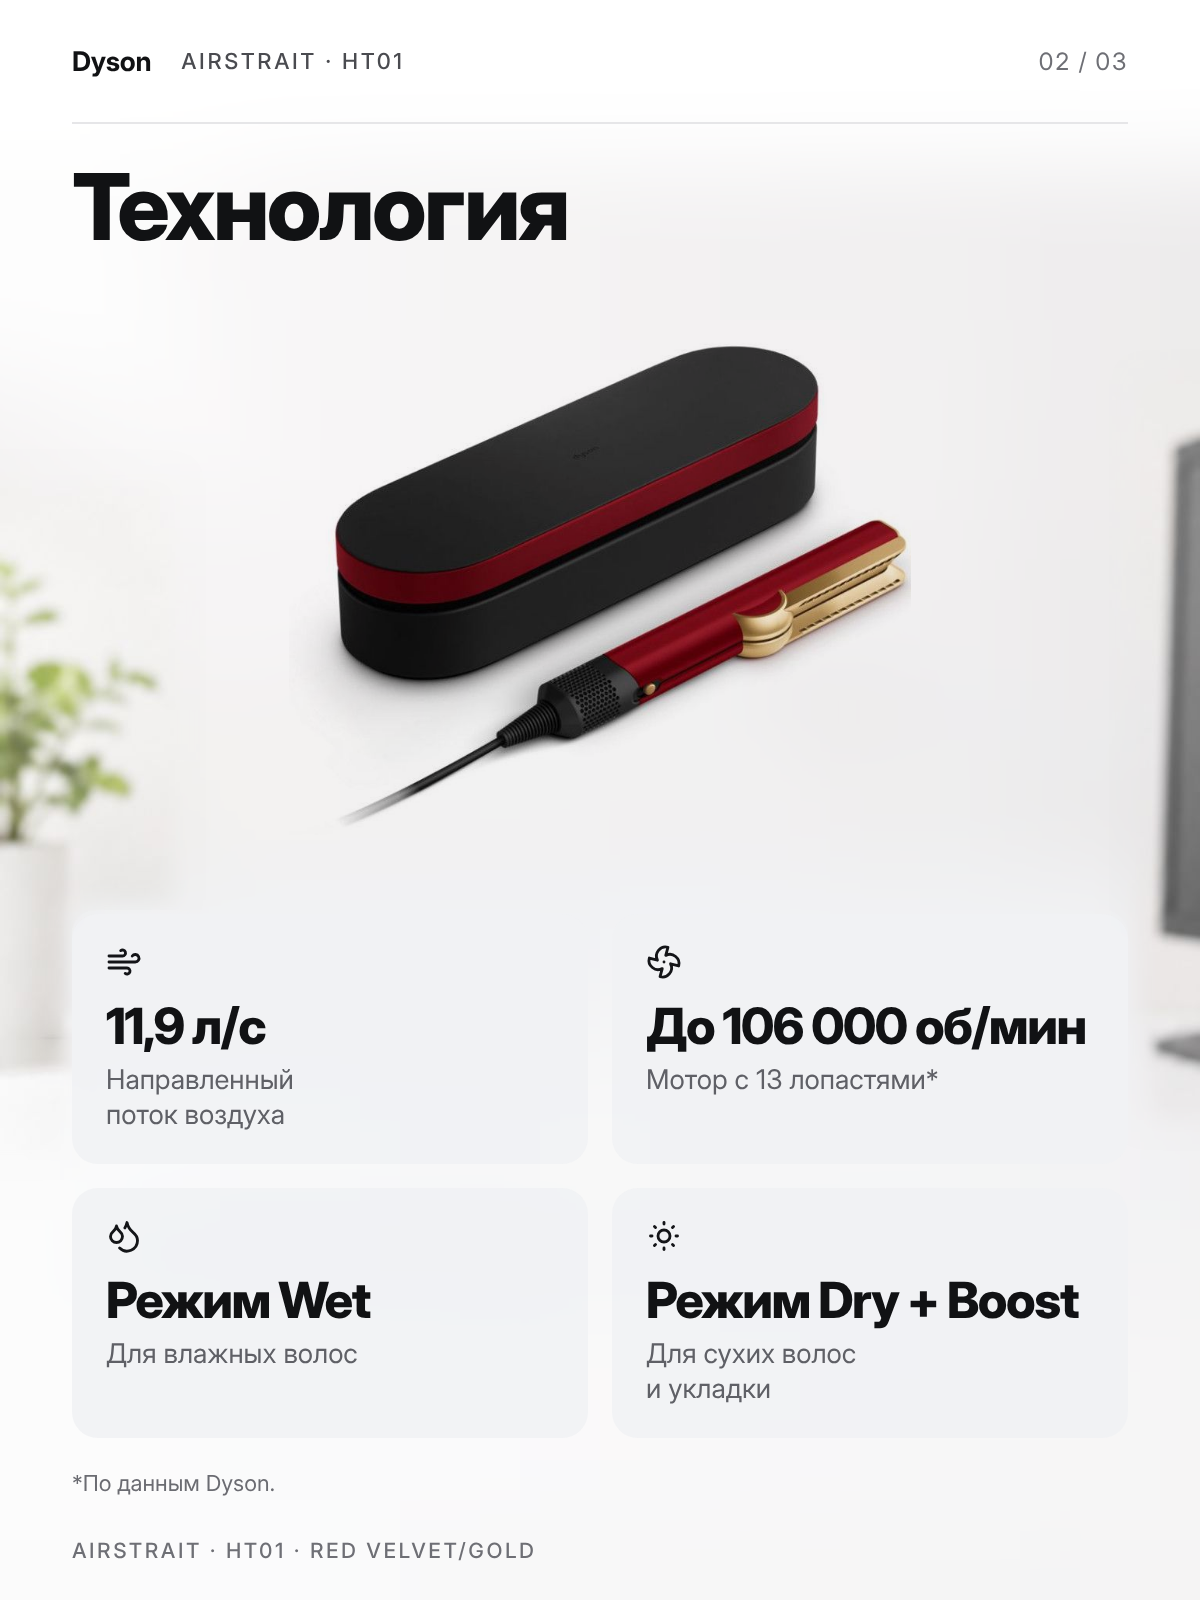 Dyson AIRSTRAIT · HT01 02 / 03
Технология
11,9 л/с
Направленный
поток воздуха
До 106 000 об/мин
Мотор с 13 лопастями*
Режим Wet
Для влажных волос
Режим Dry + Boost
Для сухих волос
и укладки
*По данным Dyson.
AIRSTRAIT · HT01 · RED VELVET/GOLD